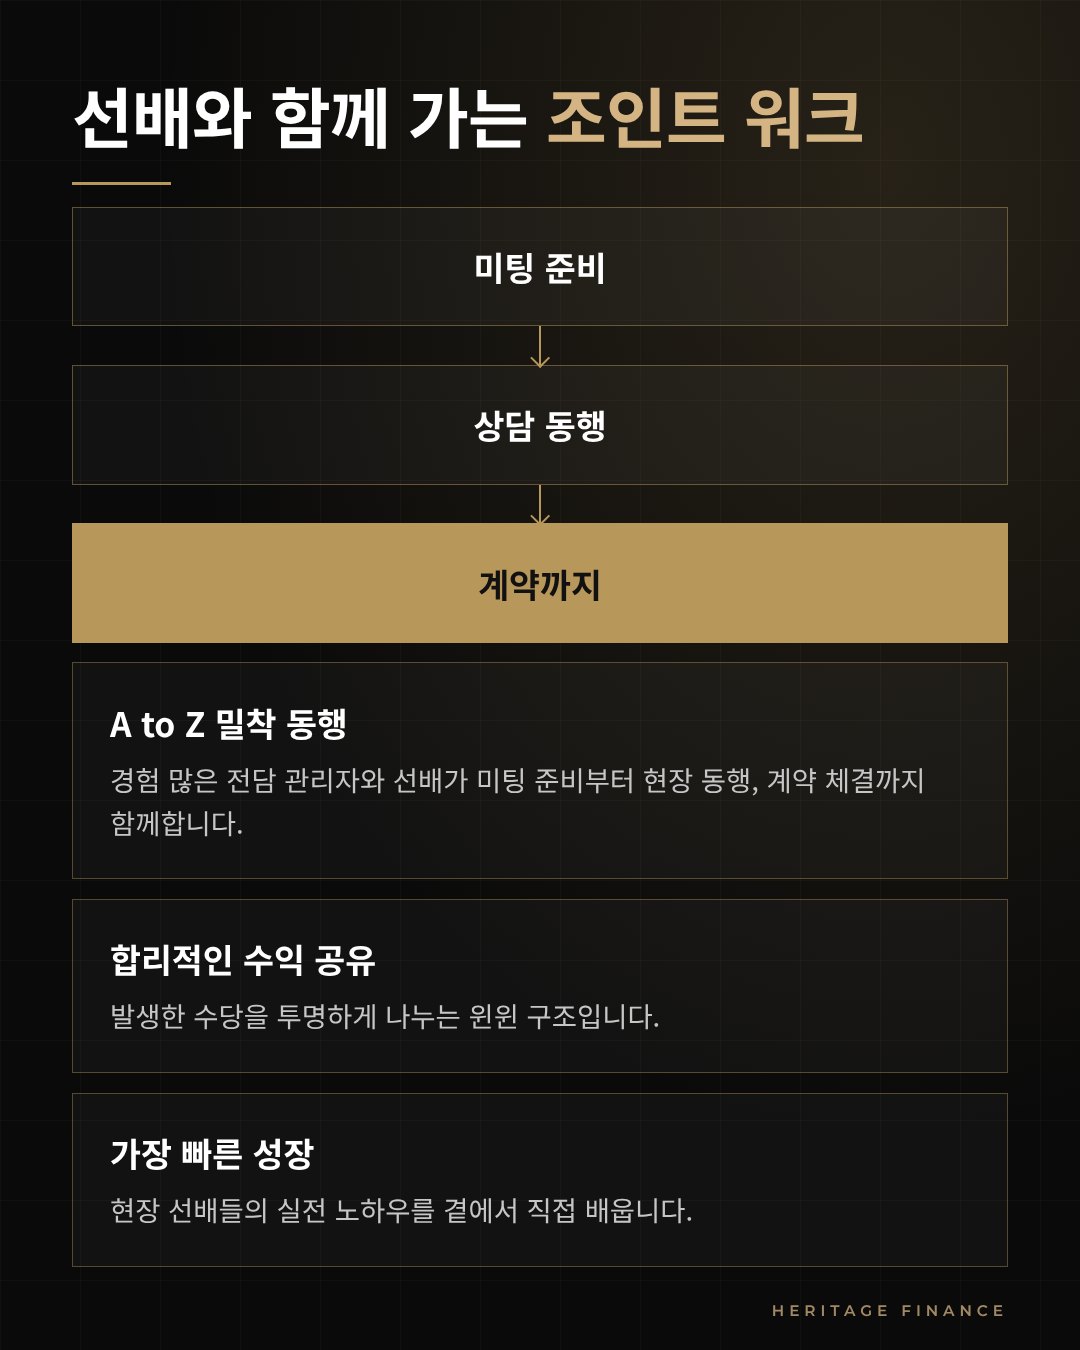 선배와 함께 가는 조인트 워크
미팅 준비
상담 동행
계약까지
A to Z 밀착 동행
경험 많은 전담 관리자와 선배가 미팅 준비부터 현장 동행, 계약 체결까지
함께합니다.
합리적인 수익 공유
발생한 수당을 투명하게 나누는 윈윈 구조입니다.
가장 빠른 성장
현장 선배들의 실전 노하우를 곁에서 직접 배웁니다.
HERITAGE FINANCE